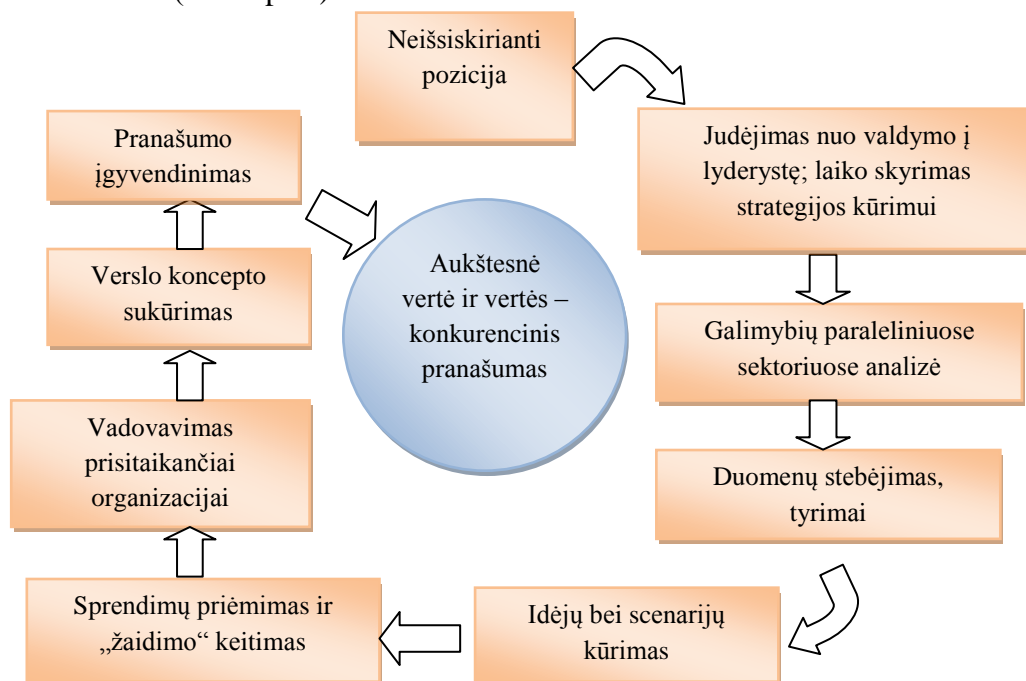 Neišsiskirianti
pozicija
Judėjimas nuo valdymo į
lyderystę; laiko skyrimas
strategijos kūrimui
Galimybių paraleliniuose
sektoriuose analizė
Duomenų stebėjimas,
tyrimai
Idėjų bei scenarijų
kūrimas
Sprendimų priėmimas ir
„žaidimo“ keitimas
Vadovavimas
prisitaikančiai
organizacijai
Verslo koncepto
sukūrimas
Pranašumo
įgyvendinimas
Aukštesnė
vertė ir vertės –
konkurencinis
pranašumas